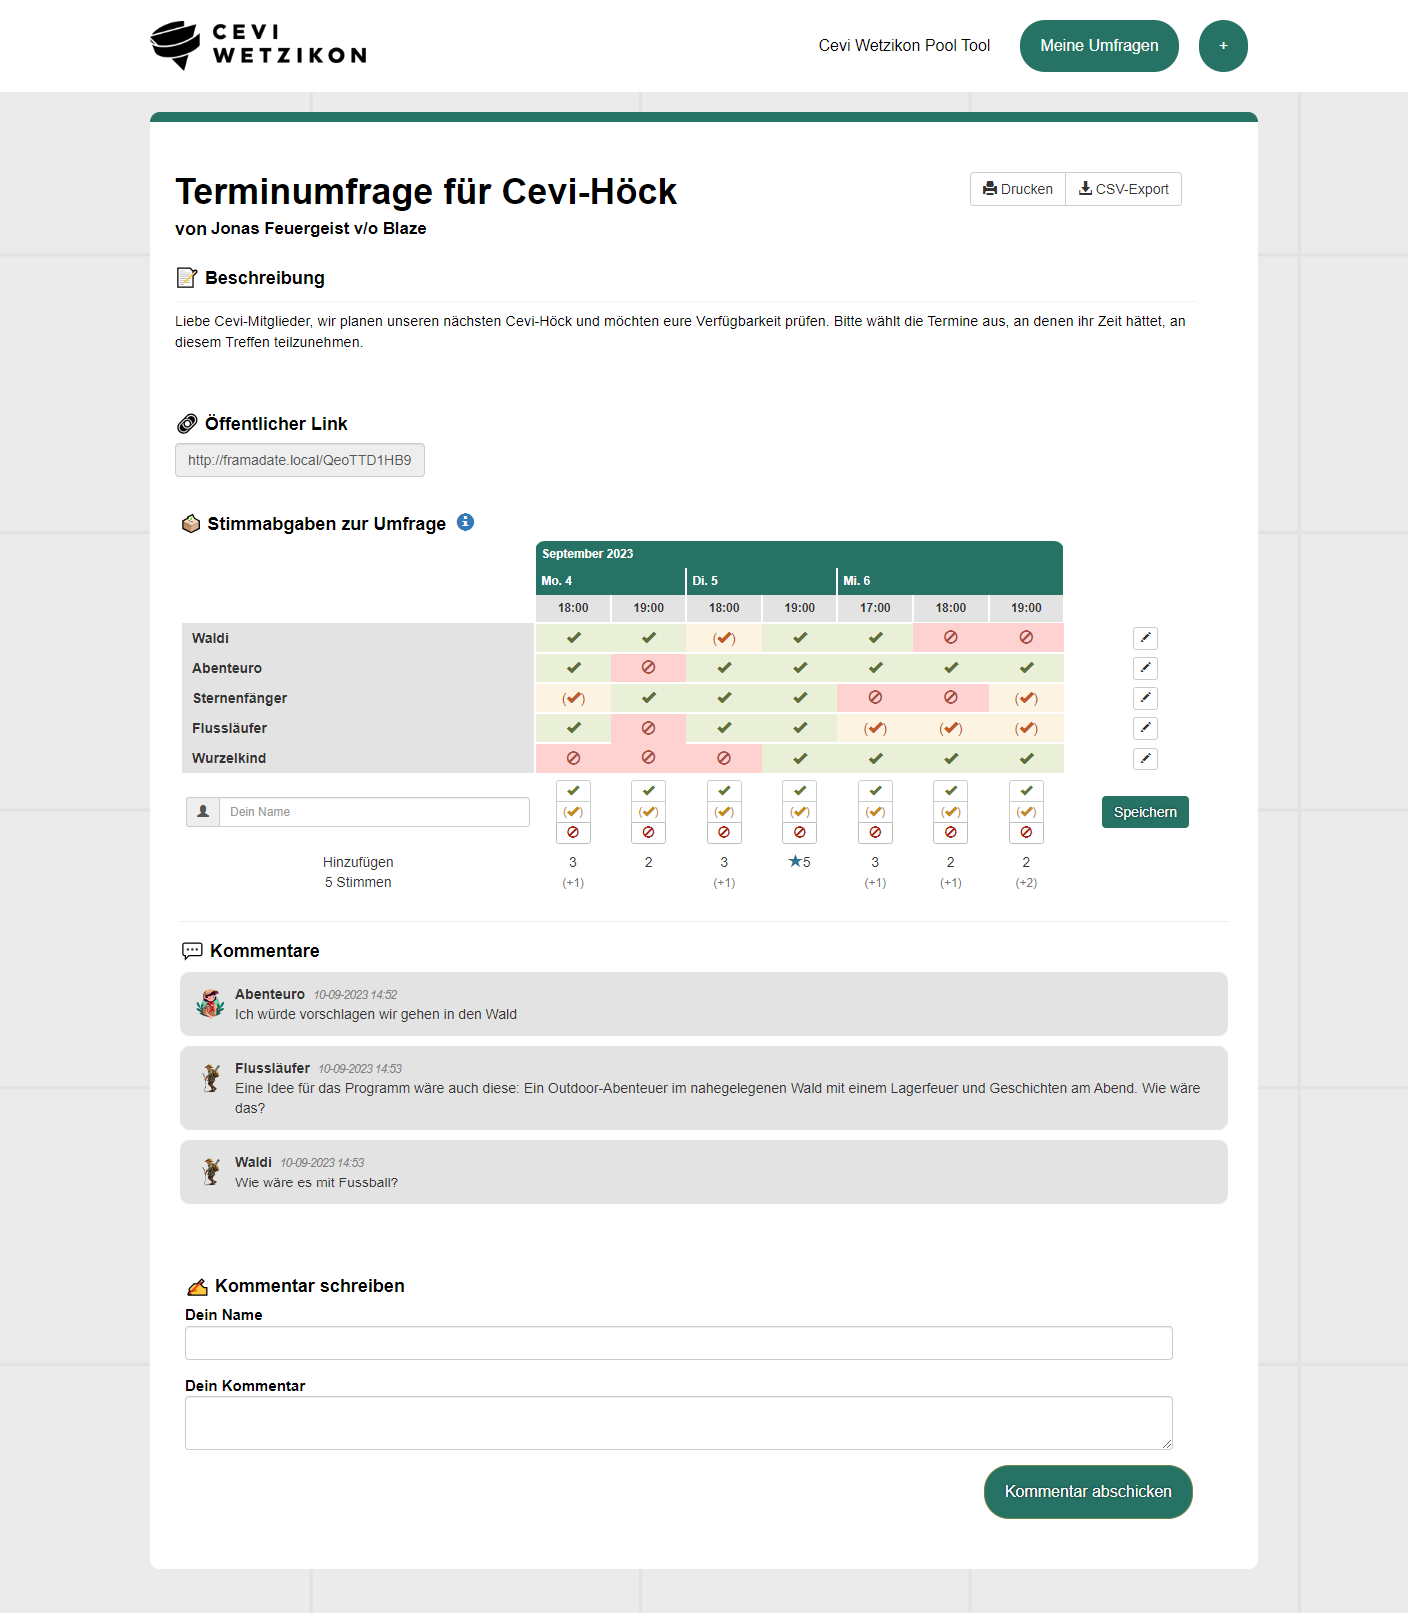 CEVI
WETZIKON
Cevi Wetzikon Pool Tool
Meine Umfragen
+
Terminumfrage für Cevi-Höck
von Jonas Feuergeist v/o Blaze
Drucken
CSV-Export
Beschreibung
Liebe Cevi-Mitglieder, wir planen unseren nächsten Cevi-Höck und möchten eure Verfügbarkeit prüfen. Bitte wählt die Termine aus, an denen ihr Zeit hättet, an
diesem Treffen teilzunehmen.
Öffentlicher Link
http://framadate.local/QeoTTD1HB9
Stimmabgaben zur Umfrage
September 2023
Mo. 4 Di. 5 Mi. 6
18:00 19:00 18:00 19:00 17:00 18:00 19:00
Waldi ✔ ✔ (✔) ✔ ✔
Abenteuro ✔ ✔ ✔ ✔ ✔ ✔
Sternenfänger (✔) ✔ ✔ ✔ (✔)
Flussläufer ✔ ✔ ✔ (✔) (✔) (✔)
Wurzelkind ✔ ✔ ✔ ✔
✔ ✔ ✔ ✔ ✔ ✔ ✔
Dein Name (✔) (✔) (✔) (✔) (✔) (✔) (✔) Speichern
Hinzufügen 3 2 3 ★5 3 2 2
5 Stimmen (+1) (+1) (+1) (+1) (+2)
Kommentare
Abenteuro 10-09-2023 14:52
Ich würde vorschlagen wir gehen in den Wald
Flussläufer 10-09-2023 14:53
Eine Idee für das Programm wäre auch diese: Ein Outdoor-Abenteuer im nahegelegenen Wald mit einem Lagerfeuer und Geschichten am Abend. Wie wäre
das?
Waldi 10-09-2023 14:53
Wie wäre es mit Fussball?
Kommentar schreiben
Dein Name
Dein Kommentar
Kommentar abschicken